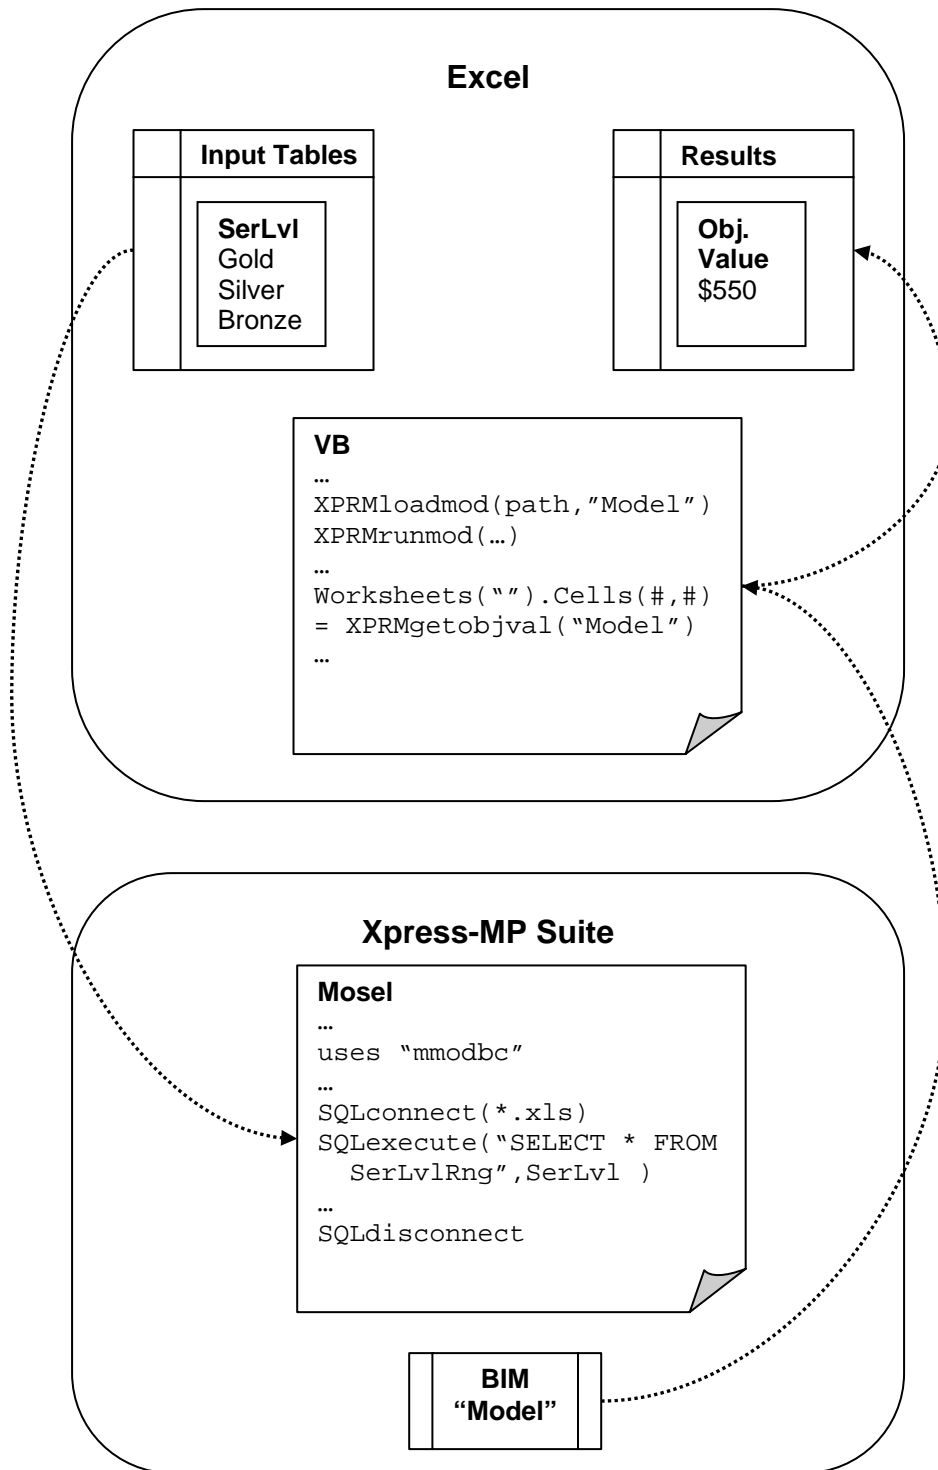 Excel
Input Tables
SerLvl
Gold
Silver
Bronze
Results
Obj.
Value
$550
VB
…
XPRMloadmod(path,”Model”)
XPRMrunmod(…)
…
Worksheets(“”).Cells(#,#)
= XPRMgetobjval(“Model”)
…
Xpress-MP Suite
Mosel
…
uses “mmodbc”
…
SQLconnect(*.xls)
SQLexecute(“SELECT * FROM
SerLvlRng”,SerLvl )
…
SQLdisconnect
BIM
“Model”